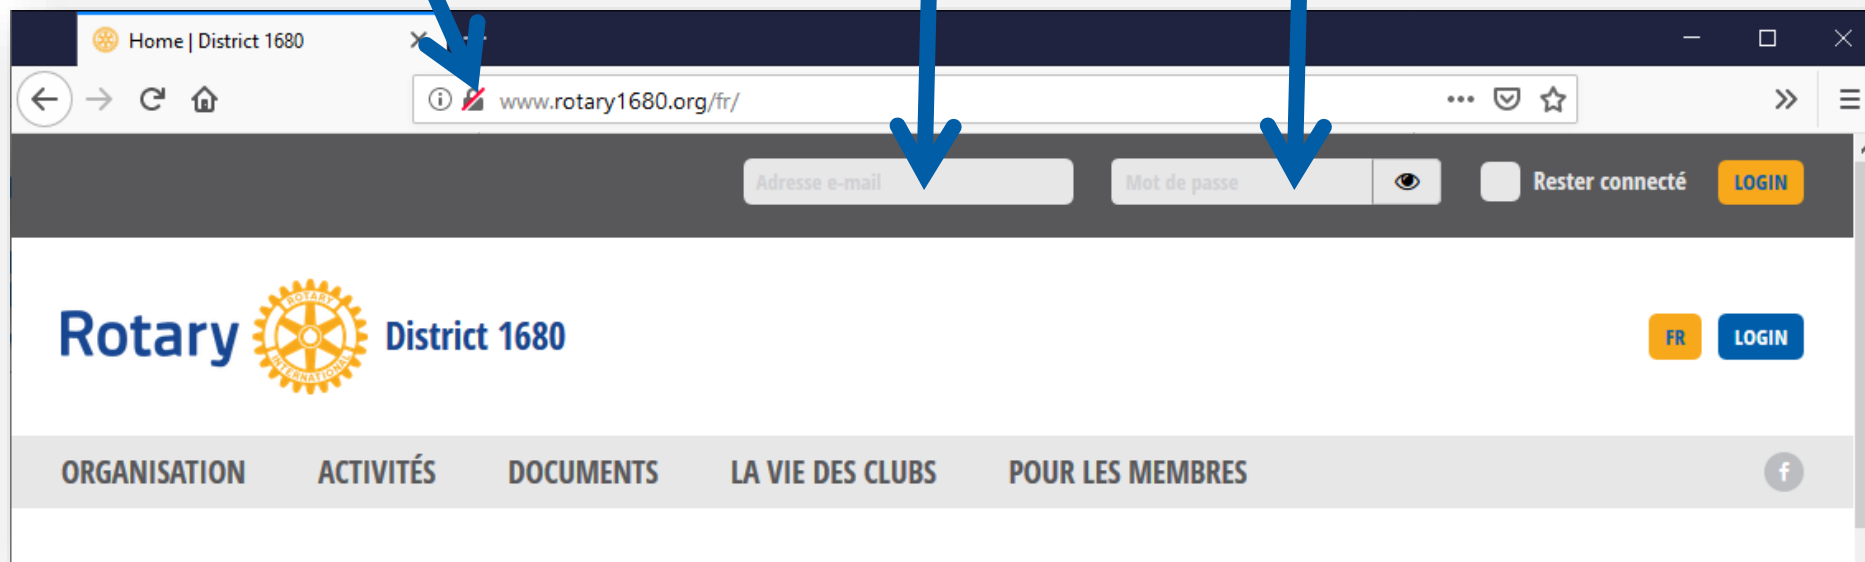 Home | District 1680
www.rotary1680.org/fr/
Adresse e-mail
Mot de passe
Rester connecté
LOGIN
Rotary
ROTARY
INTERNATIONAL
District 1680
FR
LOGIN
ORGANISATION
ACTIVITÉS
DOCUMENTS
LA VIE DES CLUBS
POUR LES MEMBRES
f